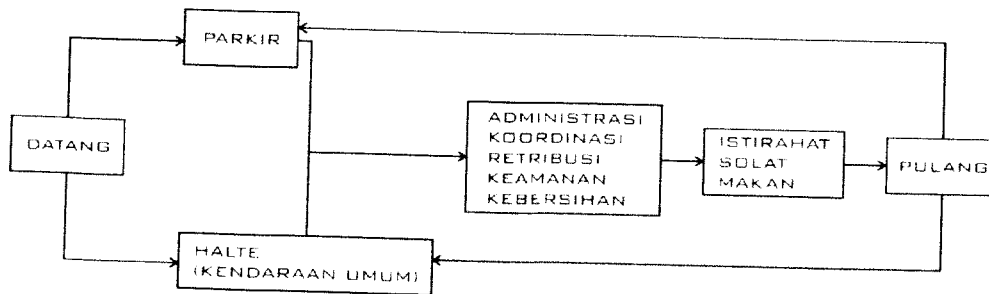 PARKIR
DATANG
ADMINISTRASI
KOORDINASI
RETRIBUSI
KEAMANAN
KEBERSIHAN
ISTIRAHAT
SOLAT
MAKAN
PULANG
HALTE
(KENDARAAN UMUM)